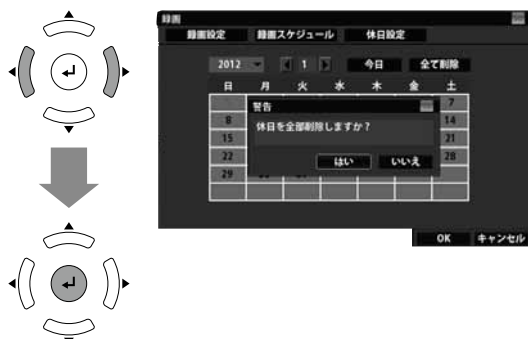 録画
録画設定 録画スケジュール 休日設定
2012 1 今日 全て削除
日 月 火 水 木 金 土
7
警告
8 14
休日を全部削除しますか？
15 21
22 28
はい いいえ
29
OK キャンセル